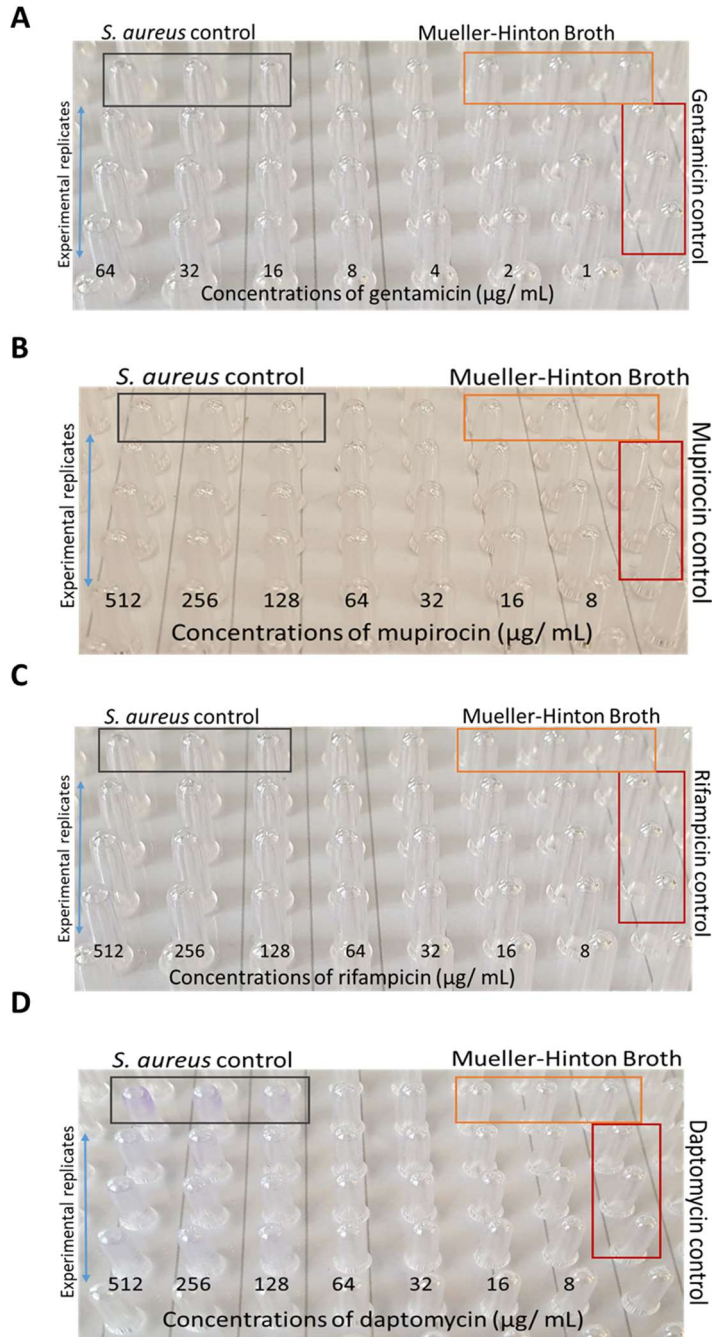 A
S. aureus control
Mueller-Hinton Broth
Experimental replicates
Gentamicin control
64 32 16 8 4 2 1
Concentrations of gentamicin (µg/ mL)
B
S. aureus control
Mueller-Hinton Broth
Experimental replicates
Mupirocin control
512 256 128 64 32 16 8
Concentrations of mupirocin (µg/ mL)
C
S. aureus control
Mueller-Hinton Broth
Experimental replicates
Rifampicin control
512 256 128 64 32 16 8
Concentrations of rifampicin (µg/ mL)
D
S. aureus control
Mueller-Hinton Broth
Experimental replicates
Daptomycin control
512 256 128 64 32 16 8
Concentrations of daptomycin (µg/ mL)